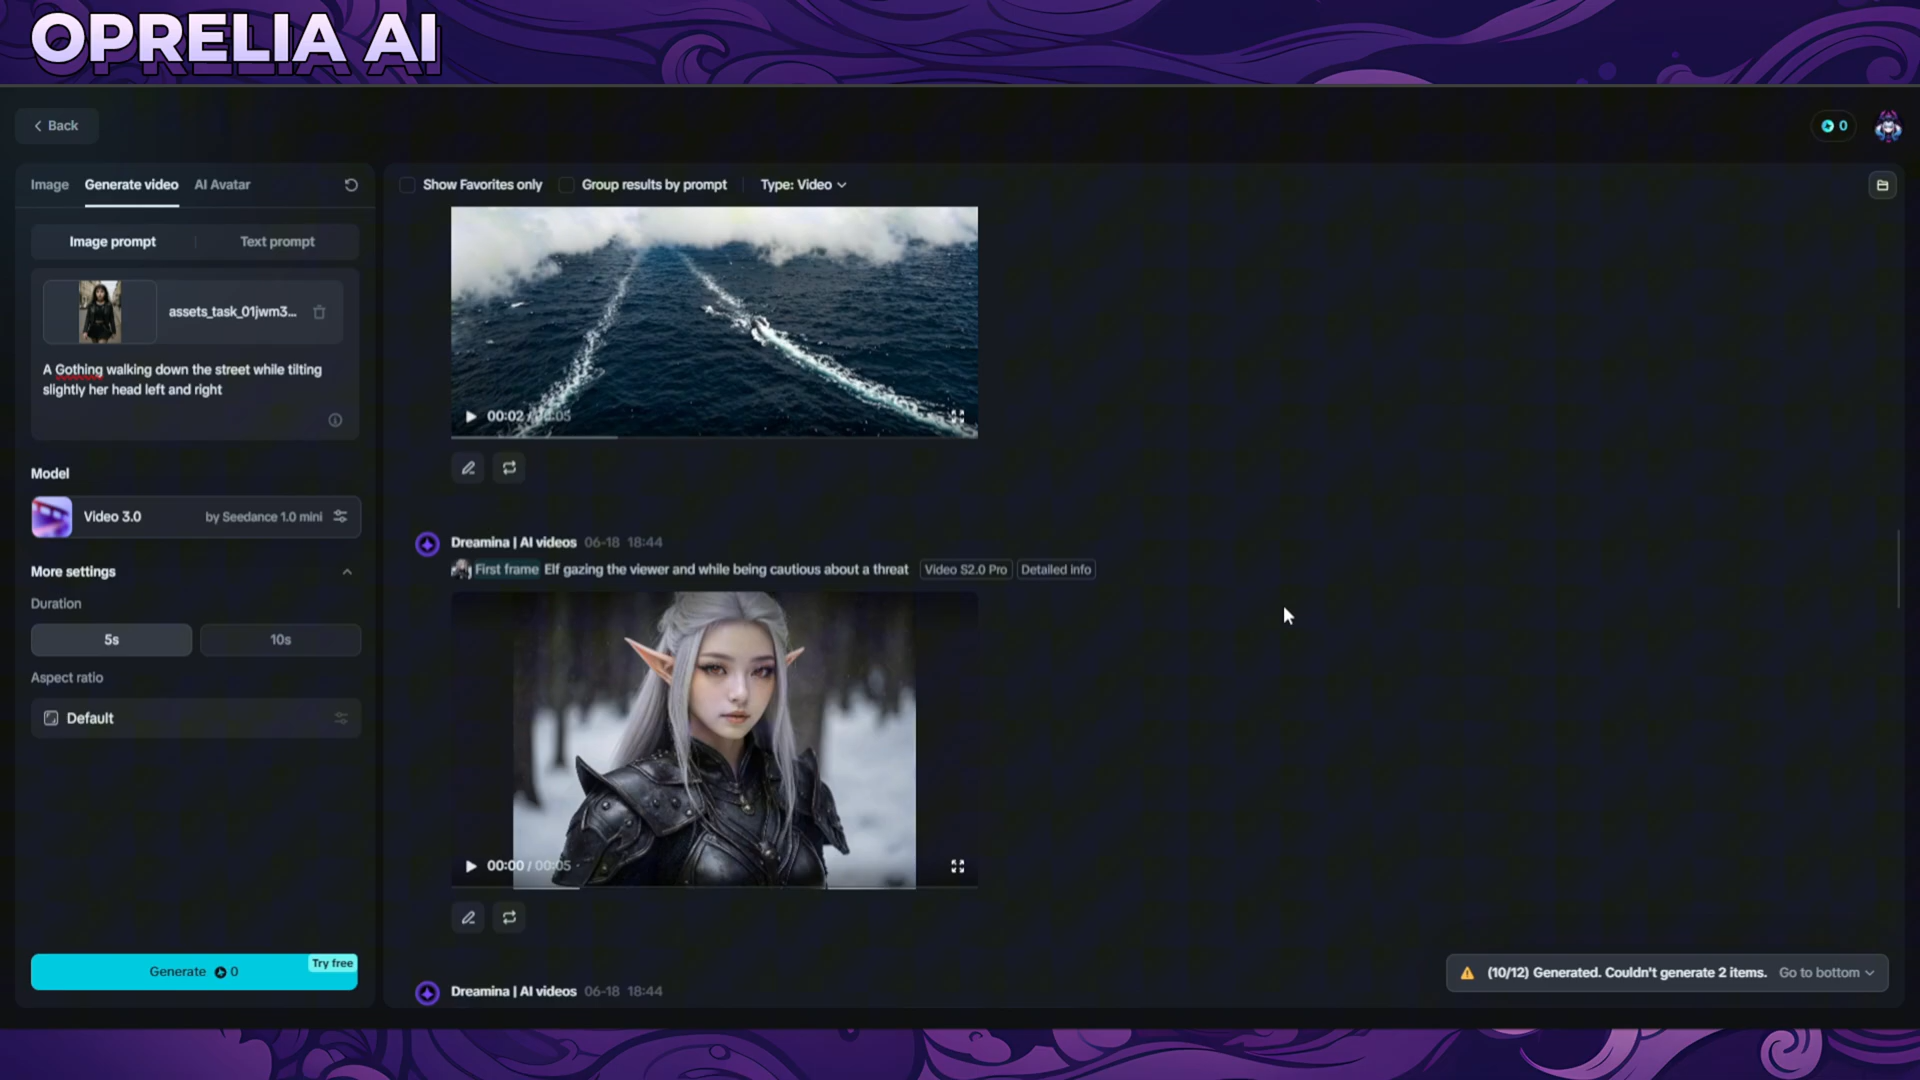 OPRELIA AI
Back
0
Image Generate video AI Avatar
Show Favorites only Group results by prompt Type: Video
Image prompt Text prompt
assets_task_01jwm3...
A Gothing walking down the street while tilting
slightly her head left and right
00:02 / 00:05
Model
Video 3.0 by Seedance 1.0 mini
Dreamina | AI videos 06-18 18:44
First frame Elf gazing the viewer and while being cautious about a threat Video S2.0 Pro Detailed info
More settings
Duration
5s 10s
Aspect ratio
Default
00:00 / 00:05
Generate 0
Try free
(10/12) Generated. Couldn't generate 2 items. Go to bottom
Dreamina | AI videos 06-18 18:44